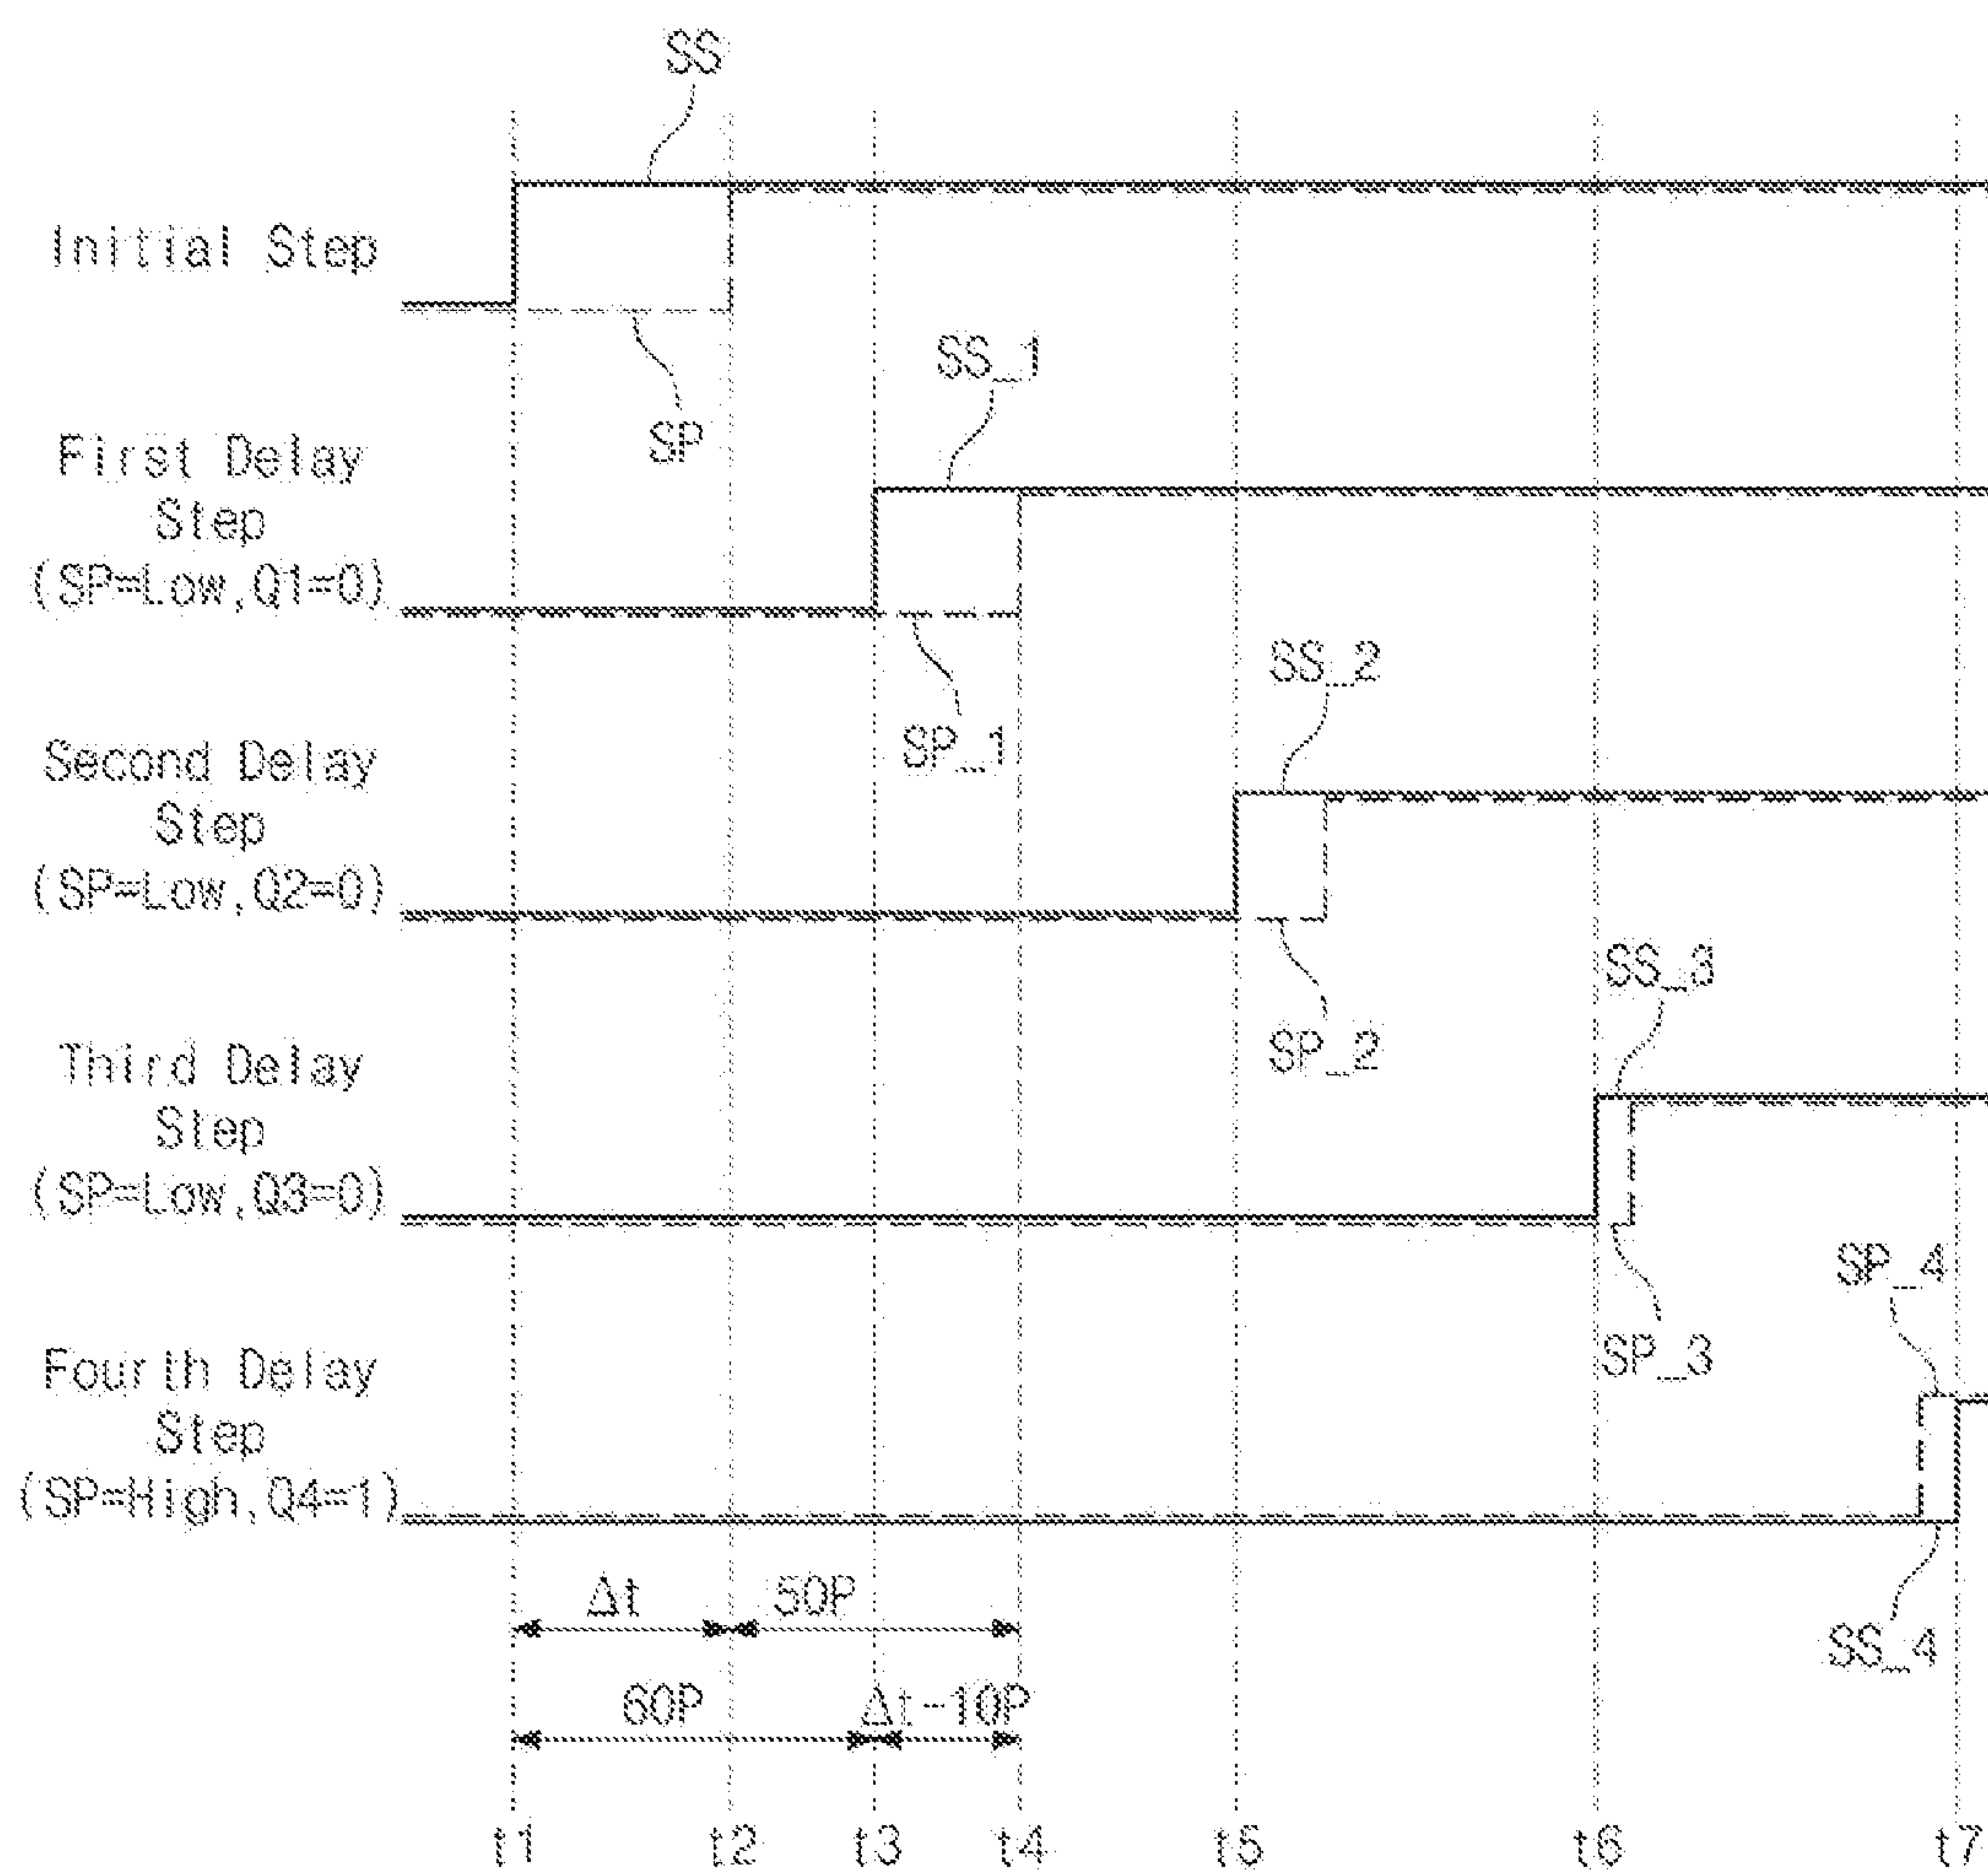 SS
Initial Step
SP
SS_1
First Delay
Step
(SP=Low,Q1=0)
SP_1
SS_2
Second Delay
Step
(SP=Low,Q2=0)
SP_2
SS_3
Third Delay
Step
(SP=Low,Q3=0)
SP_3
SP_4
Fourth Delay
Step
(SP=High,Q4=1)
SS_4
Δt 50P
60P Δt-10P
t1 t2 t3 t4 t5 t6 t7